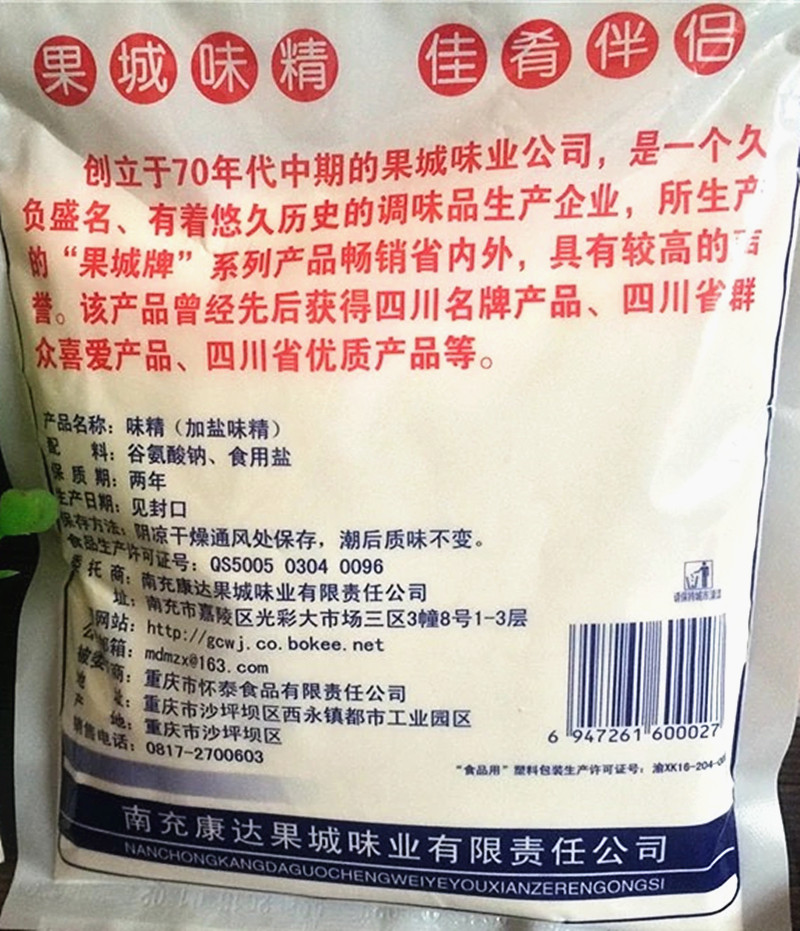 果城味精 佳肴伴侣
创立于70年代中期的果城味业公司，是一个久
负盛名、有着悠久历史的调味品生产企业，所生产
的“果城牌”系列产品畅销省内外，具有较高的
誉。该产品曾经先后获得四川名牌产品、四川省群
众喜爱产品、四川省优质产品等。
产品名称：味精（加盐味精）
配 料：谷氨酸钠、食用盐
保质期：两年
生产日期：见封口
保存方法：阴凉干燥通风处保存，潮后质味不变。
食品生产许可证号：QS5005 0304 0096
委托商：南充康达果城味业有限责任公司
址：南充市嘉陵区光彩大市场三区3幢8号1-3层
网站：http://gcwj.co.bokee.net
邮箱：mdmzx@163.com
被委商：重庆市怀泰食品有限责任公司
地 址：重庆市沙坪坝区西永镇都市工业园区
产 地：重庆市沙坪坝区
销售电话：0817-2700603
6 947261 600027
“食品用”塑料包装生产许可证号：渝XK16-204-
南充康达果城味业有限责任公司
NANCHONGKANGDAGUOCHENGWEIYEYOUXIANZERENGONGSI